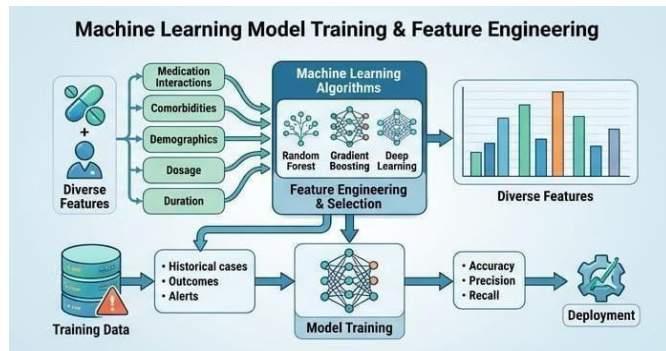 Machine Learning Model Training & Feature Engineering
Diverse
Features
Medication
Interactions
Comorbidities
Demographics
Dosage
Duration
Machine Learning
Algorithms
Random
Forest
Gradient
Boosting
Deep
Learning
Feature Engineering
& Selection
Diverse Features
Training Data
• Historical cases
• Outcomes
• Alerts
Model Training
• Accuracy
• Precision
• Recall
Deployment